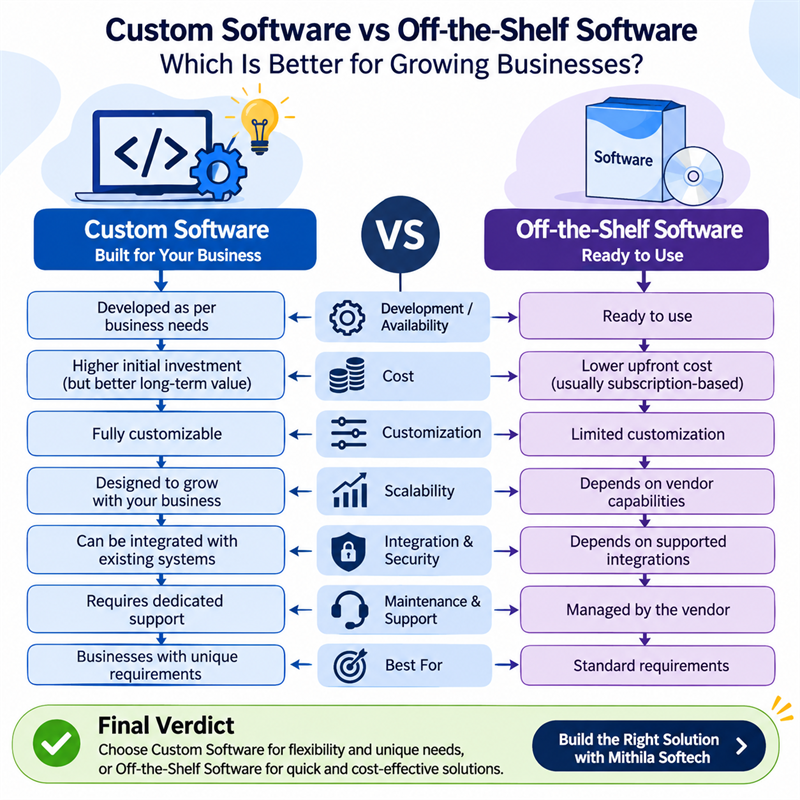 Custom Software vs Off-the-Shelf Software
Which Is Better for Growing Businesses?
</>
Software
Custom Software
Built for Your Business
VS
Off-the-Shelf Software
Ready to Use
Developed as per
business needs
Development /
Availability
Ready to use
Higher initial investment
(but better long-term value)
Cost
Lower upfront cost
(usually subscription-based)
Fully customizable
Customization
Limited customization
Designed to grow
with your business
Scalability
Depends on vendor
capabilities
Can be integrated with
existing systems
Integration &
Security
Depends on supported
integrations
Requires dedicated
support
Maintenance &
Support
Managed by the vendor
Businesses with unique
requirements
Best For
Standard requirements
Final Verdict
Choose Custom Software for flexibility and unique needs,
or Off-the-Shelf Software for quick and cost-effective solutions.
Build the Right Solution
with Mithila Softech